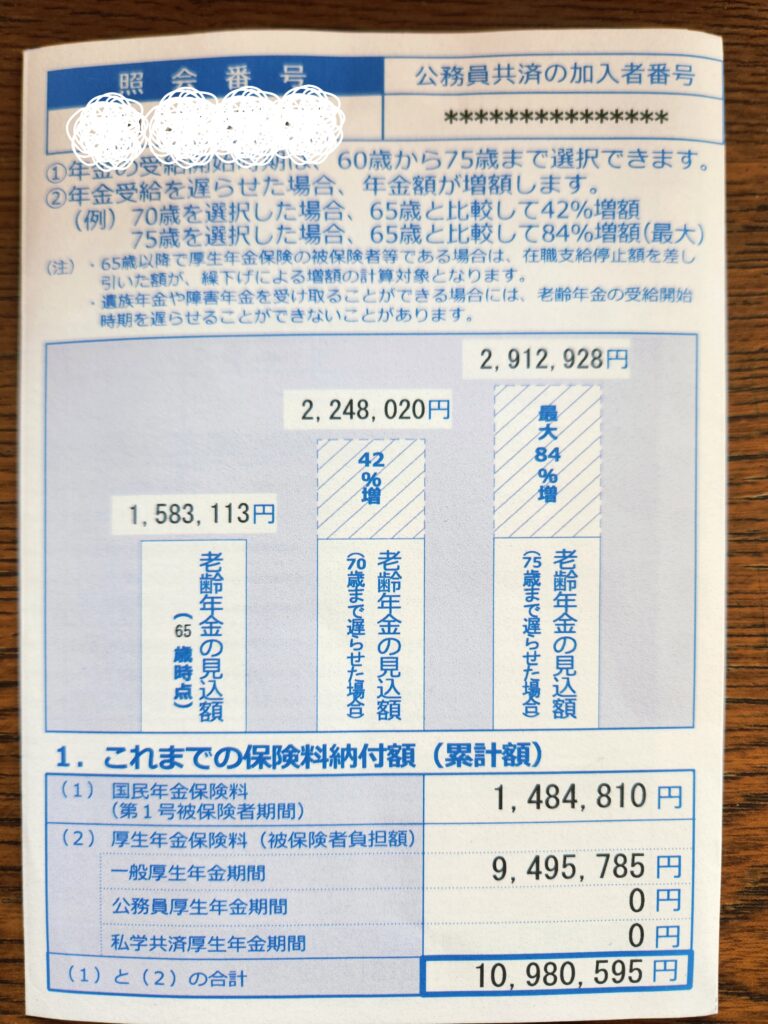 照会番号
公務員共済の加入者番号
***************
①年金の受給開始時期は、60歳から75歳まで選択できます。
②年金受給を遅らせた場合、年金額が増額します。
(例) 70歳を選択した場合、65歳と比較して42%増額
75歳を選択した場合、65歳と比較して84%増額(最大)
(注) ・65歳以降で厚生年金保険の被保険者等である場合は、在職支給停止額を差し
引いた額が、繰下げによる増額の計算対象となります。
・遺族年金や障害年金を受け取ることができる場合には、老齢年金の受給開始
時期を遅らせることができないことがあります。
1,583,113円
老齢年金の見込額
(65歳時点)
2,248,020円
42%増
老齢年金の見込額
(70歳まで遅らせた場合)
2,912,928円
最大84%増
老齢年金の見込額
(75歳まで遅らせた場合)
1.これまでの保険料納付額(累計額)
(1) 国民年金保険料
(第1号被保険者期間)
1,484,810円
(2) 厚生年金保険料(被保険者負担額)
一般厚生年金期間
9,495,785円
公務員厚生年金期間
0円
私学共済厚生年金期間
0円
(1)と(2)の合計
10,980,595円